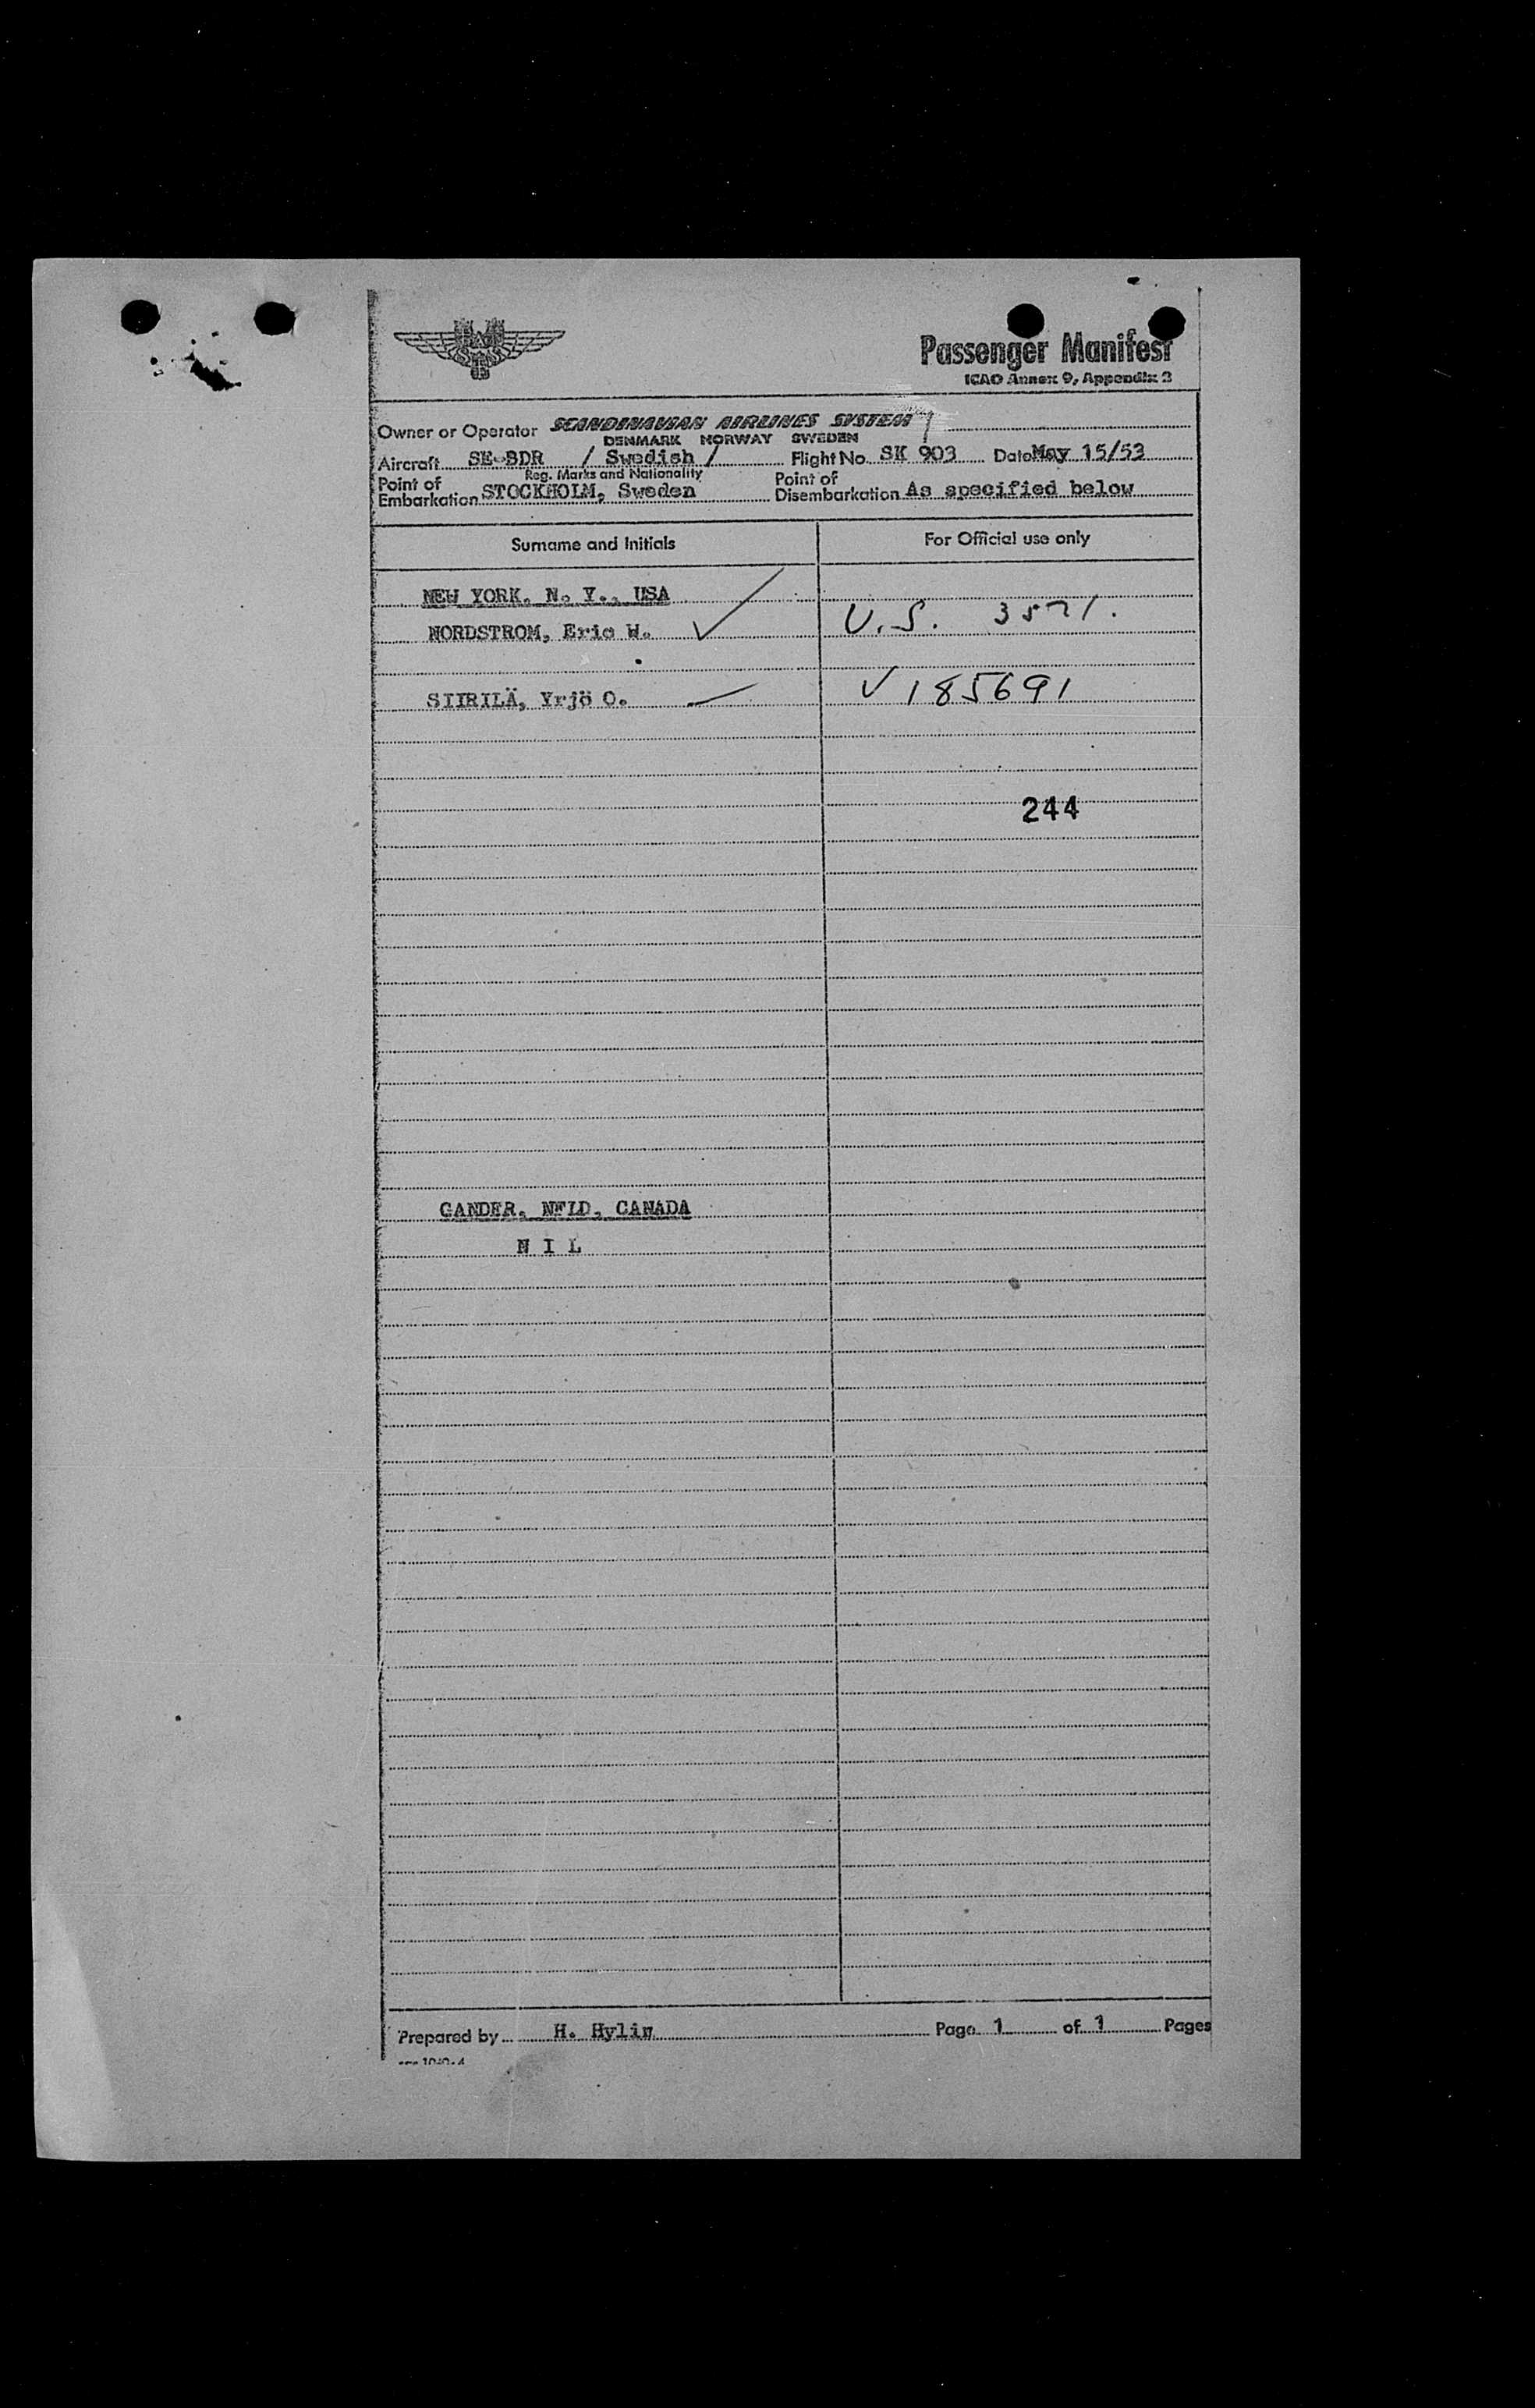 Passenger Manifest
ICAO Annex 9, Appendix 3
Owner or Operator SCANDINAVIAN AIRLINES SYSTEM
DENMARK NORWAY SWEDEN
Aircraft SE-BDR / Swedish / Flight No. SK 903 Date May 15/53
Reg. Marks and Nationality
Point of Embarkation STOCKHOLM, Sweden Point of Disembarkation As specified below
Surname and Initials For Official use only
NEW YORK, N. Y., USA
NORDSTROM, Eric W. U.S. 3571.
SIIRILÄ, Yrjö O. V 185691
244
GANDER, NFLD, CANADA
N I L
Prepared by H. Hylin Page 1 of 1 Pages